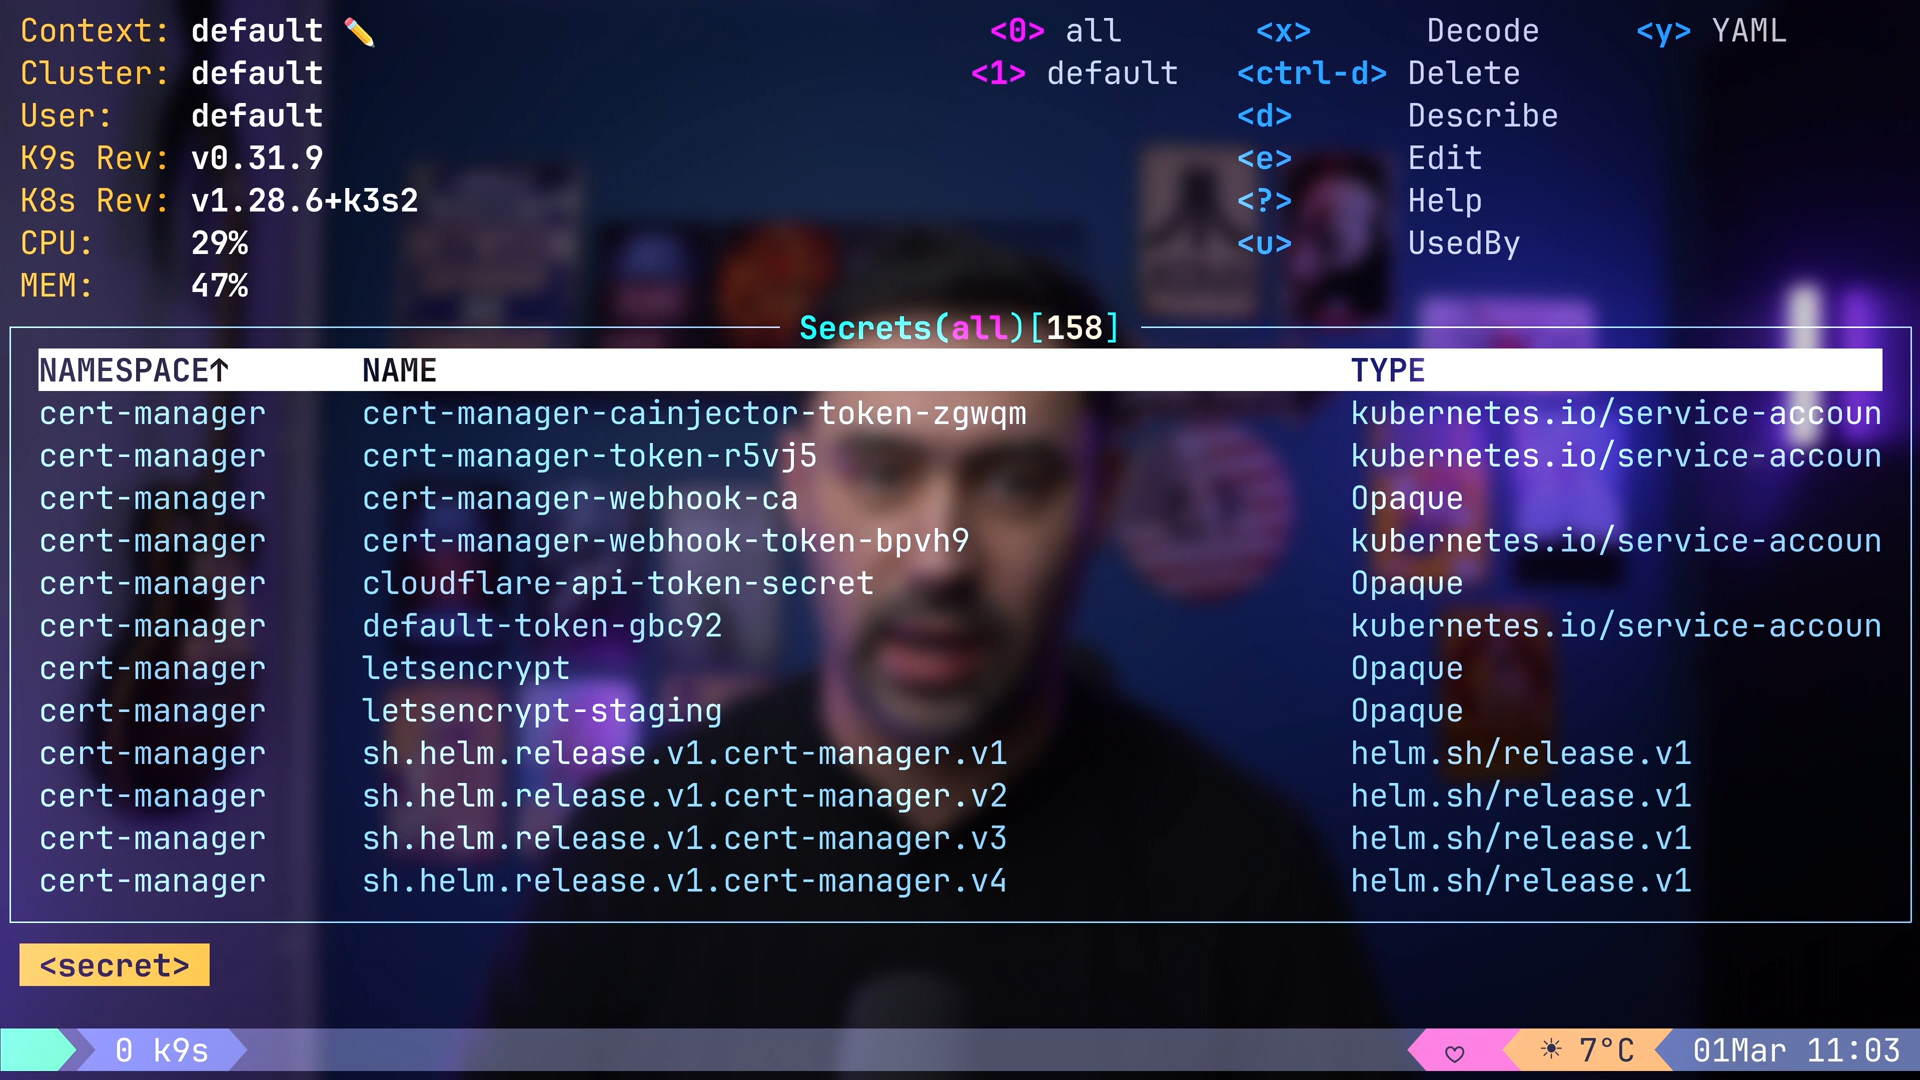 Context: default ✏️ <0> all <x> Decode <y> YAML
Cluster: default <1> default <ctrl-d> Delete
User: default <d> Describe
K9s Rev: v0.31.9 <e> Edit
K8s Rev: v1.28.6+k3s2 <?> Help
CPU: 29% <u> UsedBy
MEM: 47%
Secrets(all)[158]
NAMESPACE↑ NAME TYPE
cert-manager cert-manager-cainjector-token-zgwqm kubernetes.io/service-accoun
cert-manager cert-manager-token-r5vj5 kubernetes.io/service-accoun
cert-manager cert-manager-webhook-ca Opaque
cert-manager cert-manager-webhook-token-bpvh9 kubernetes.io/service-accoun
cert-manager cloudflare-api-token-secret Opaque
cert-manager default-token-gbc92 kubernetes.io/service-accoun
cert-manager letsencrypt Opaque
cert-manager letsencrypt-staging Opaque
cert-manager sh.helm.release.v1.cert-manager.v1 helm.sh/release.v1
cert-manager sh.helm.release.v1.cert-manager.v2 helm.sh/release.v1
cert-manager sh.helm.release.v1.cert-manager.v3 helm.sh/release.v1
cert-manager sh.helm.release.v1.cert-manager.v4 helm.sh/release.v1
<secret>
0 k9s ♡ ☀ 7°C 01Mar 11:03